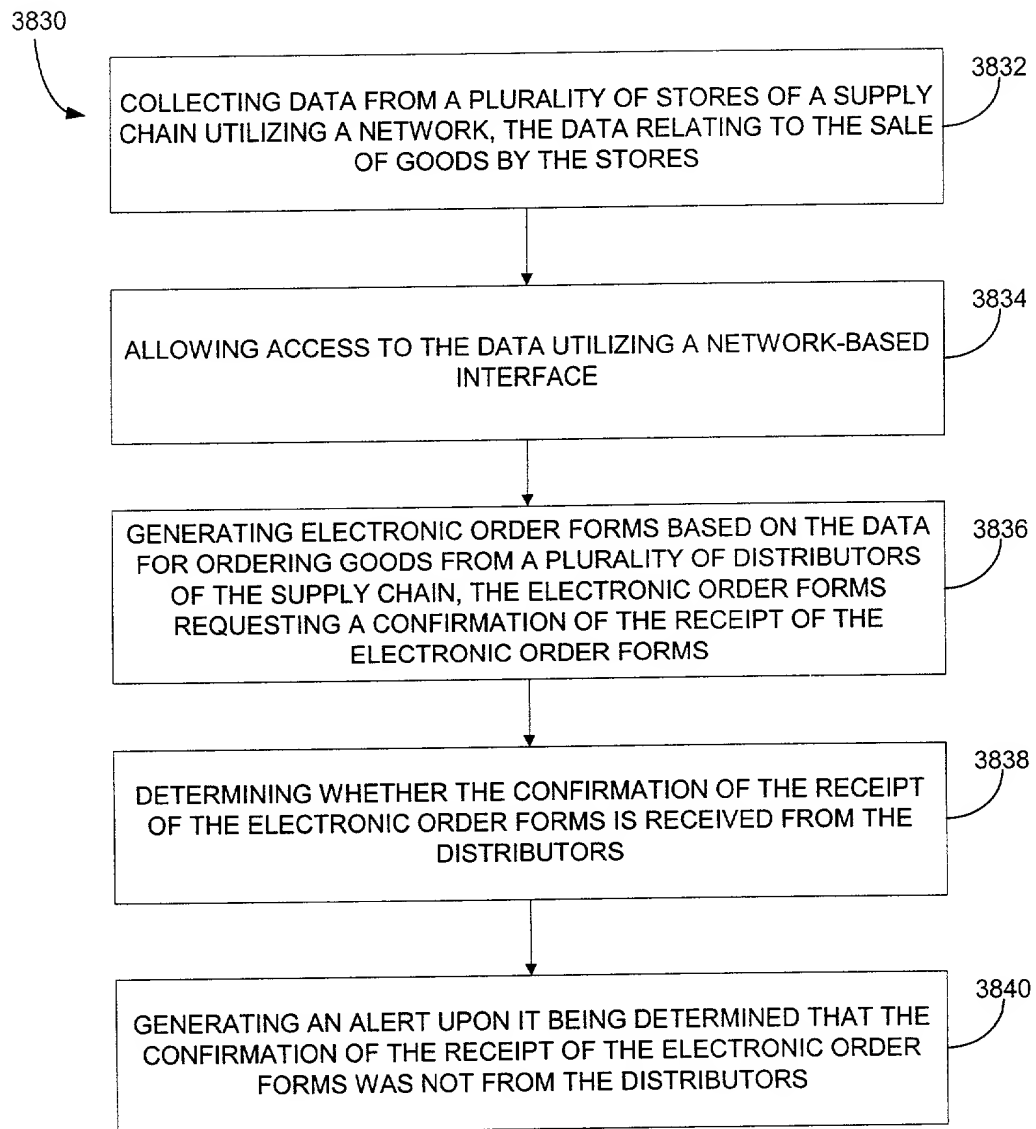 3830
3832
COLLECTING DATA FROM A PLURALITY OF STORES OF A SUPPLY
CHAIN UTILIZING A NETWORK, THE DATA RELATING TO THE SALE
OF GOODS BY THE STORES
3834
ALLOWING ACCESS TO THE DATA UTILIZING A NETWORK-BASED
INTERFACE
3836
GENERATING ELECTRONIC ORDER FORMS BASED ON THE DATA
FOR ORDERING GOODS FROM A PLURALITY OF DISTRIBUTORS
OF THE SUPPLY CHAIN, THE ELECTRONIC ORDER FORMS
REQUESTING A CONFIRMATION OF THE RECEIPT OF THE
ELECTRONIC ORDER FORMS
3838
DETERMINING WHETHER THE CONFIRMATION OF THE RECEIPT
OF THE ELECTRONIC ORDER FORMS IS RECEIVED FROM THE
DISTRIBUTORS
3840
GENERATING AN ALERT UPON IT BEING DETERMINED THAT THE
CONFIRMATION OF THE RECEIPT OF THE ELECTRONIC ORDER
FORMS WAS NOT FROM THE DISTRIBUTORS